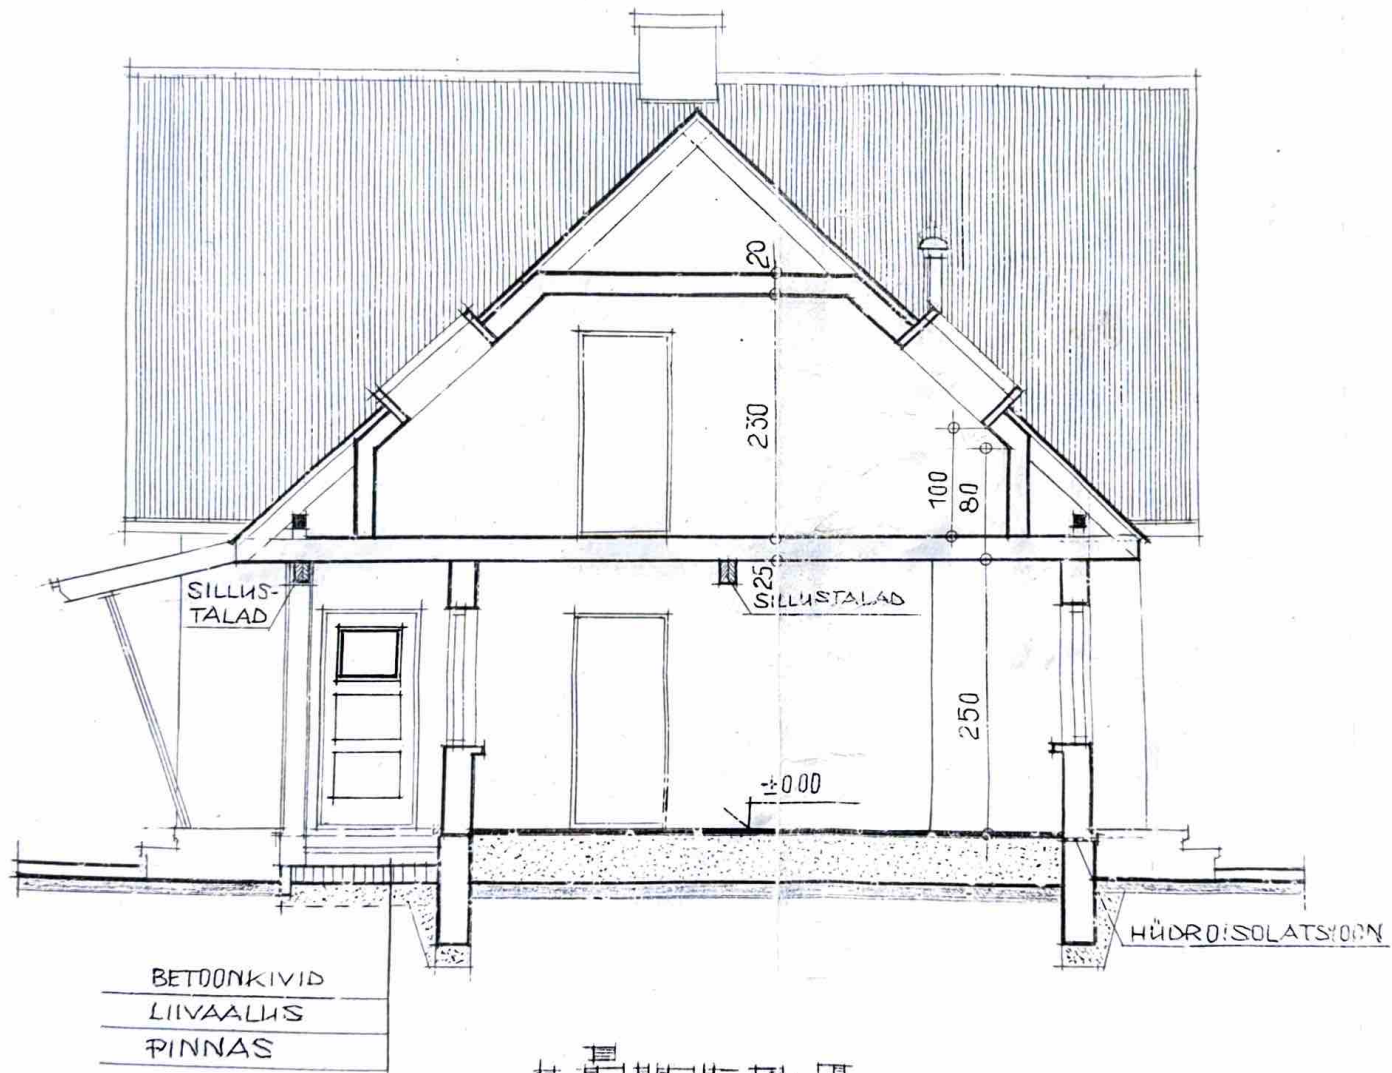 20
230
100
80
SILLUS-
TALAD
25
SILLUSTALAD
250
±0.00
HÜDROISOLATSIOON
BETOONKIVID
LIIVAALUS
PINNAS